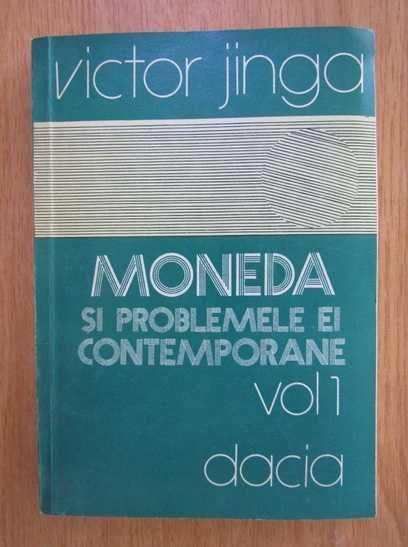 victor jinga
MONEDA
SI PROBLEMELE EI
CONTEMPORANE
vol 1
dacia